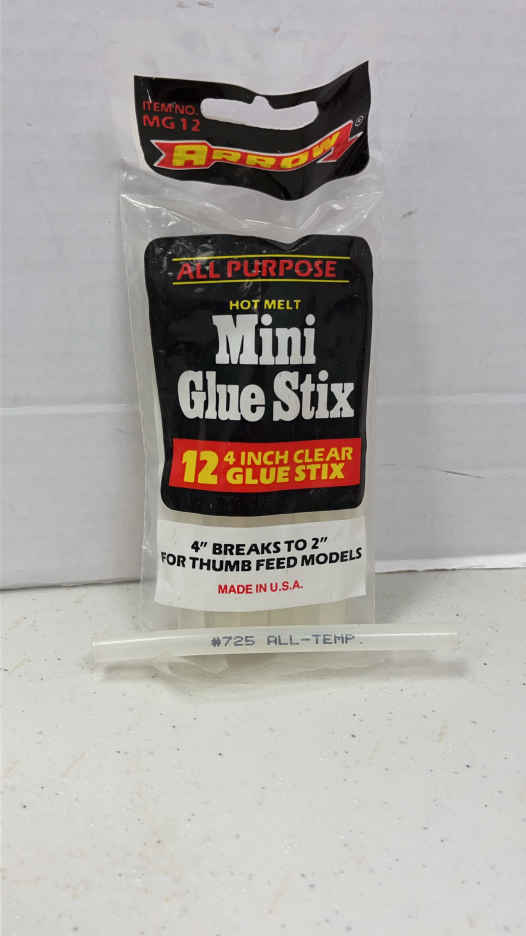 ITEM NO.
MG 12
ARROW®
ALL PURPOSE
HOT MELT
Mini
Glue Stix
12 4 INCH CLEAR
GLUE STIX
4" BREAKS TO 2"
FOR THUMB FEED MODELS
MADE IN U.S.A.
#725 ALL-TEMP.